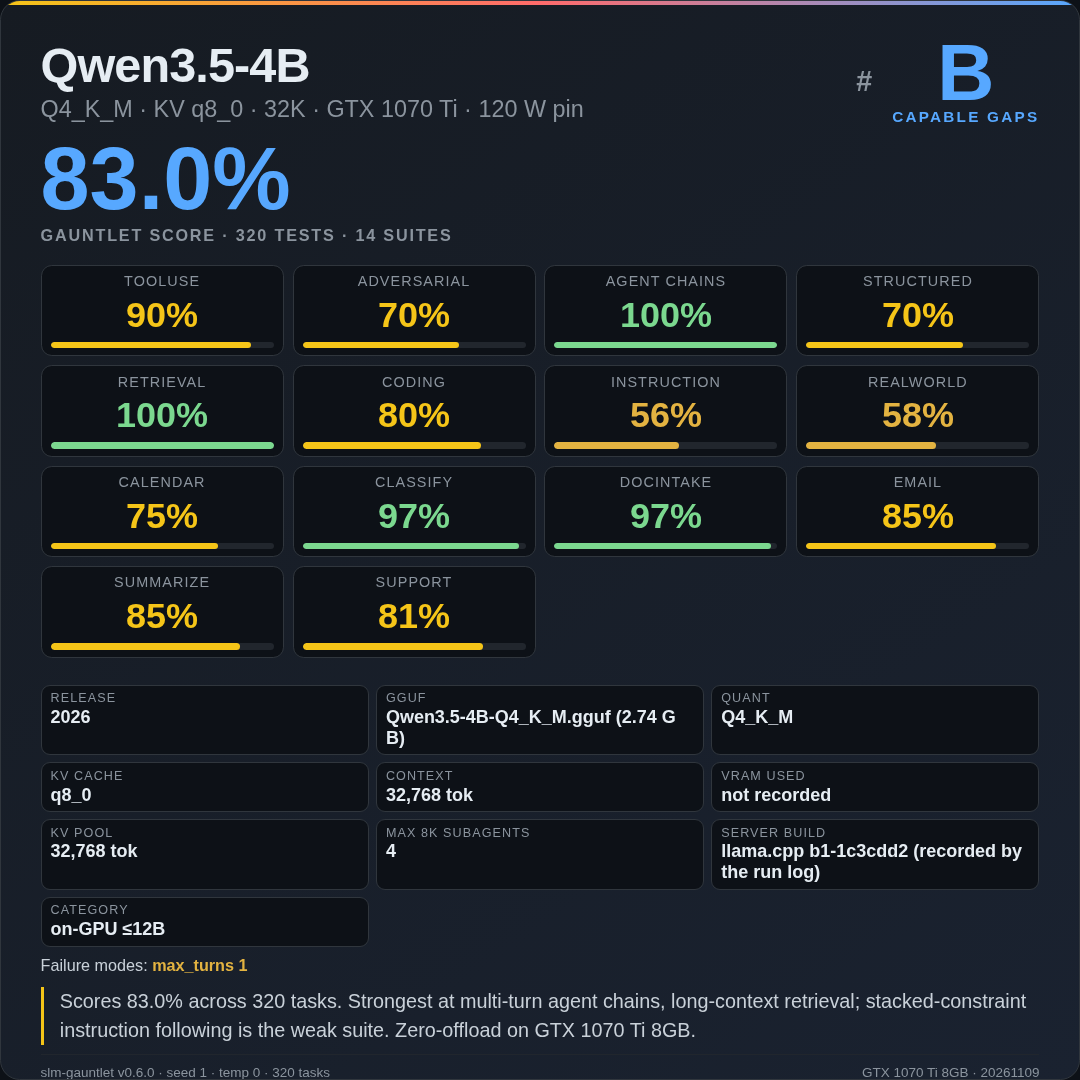 Qwen3.5-4B
Q4_K_M · KV q8_0 · 32K · GTX 1070 Ti · 120 W pin
#
B
CAPABLE GAPS
83.0%
GAUNTLET SCORE · 320 TESTS · 14 SUITES
TOOLUSE
90%
ADVERSARIAL
70%
AGENT CHAINS
100%
STRUCTURED
70%
RETRIEVAL
100%
CODING
80%
INSTRUCTION
56%
REALWORLD
58%
CALENDAR
75%
CLASSIFY
97%
DOCINTAKE
97%
EMAIL
85%
SUMMARIZE
85%
SUPPORT
81%
RELEASE
2026
GGUF
Qwen3.5-4B-Q4_K_M.gguf (2.74 G
B)
QUANT
Q4_K_M
KV CACHE
q8_0
CONTEXT
32,768 tok
VRAM USED
not recorded
KV POOL
32,768 tok
MAX 8K SUBAGENTS
4
SERVER BUILD
llama.cpp b1-1c3cdd2 (recorded by
the run log)
CATEGORY
on-GPU ≤12B
Failure modes: max_turns 1
Scores 83.0% across 320 tasks. Strongest at multi-turn agent chains, long-context retrieval; stacked-constraint
instruction following is the weak suite. Zero-offload on GTX 1070 Ti 8GB.
slm-gauntlet v0.6.0 · seed 1 · temp 0 · 320 tasks
GTX 1070 Ti 8GB · 20261109